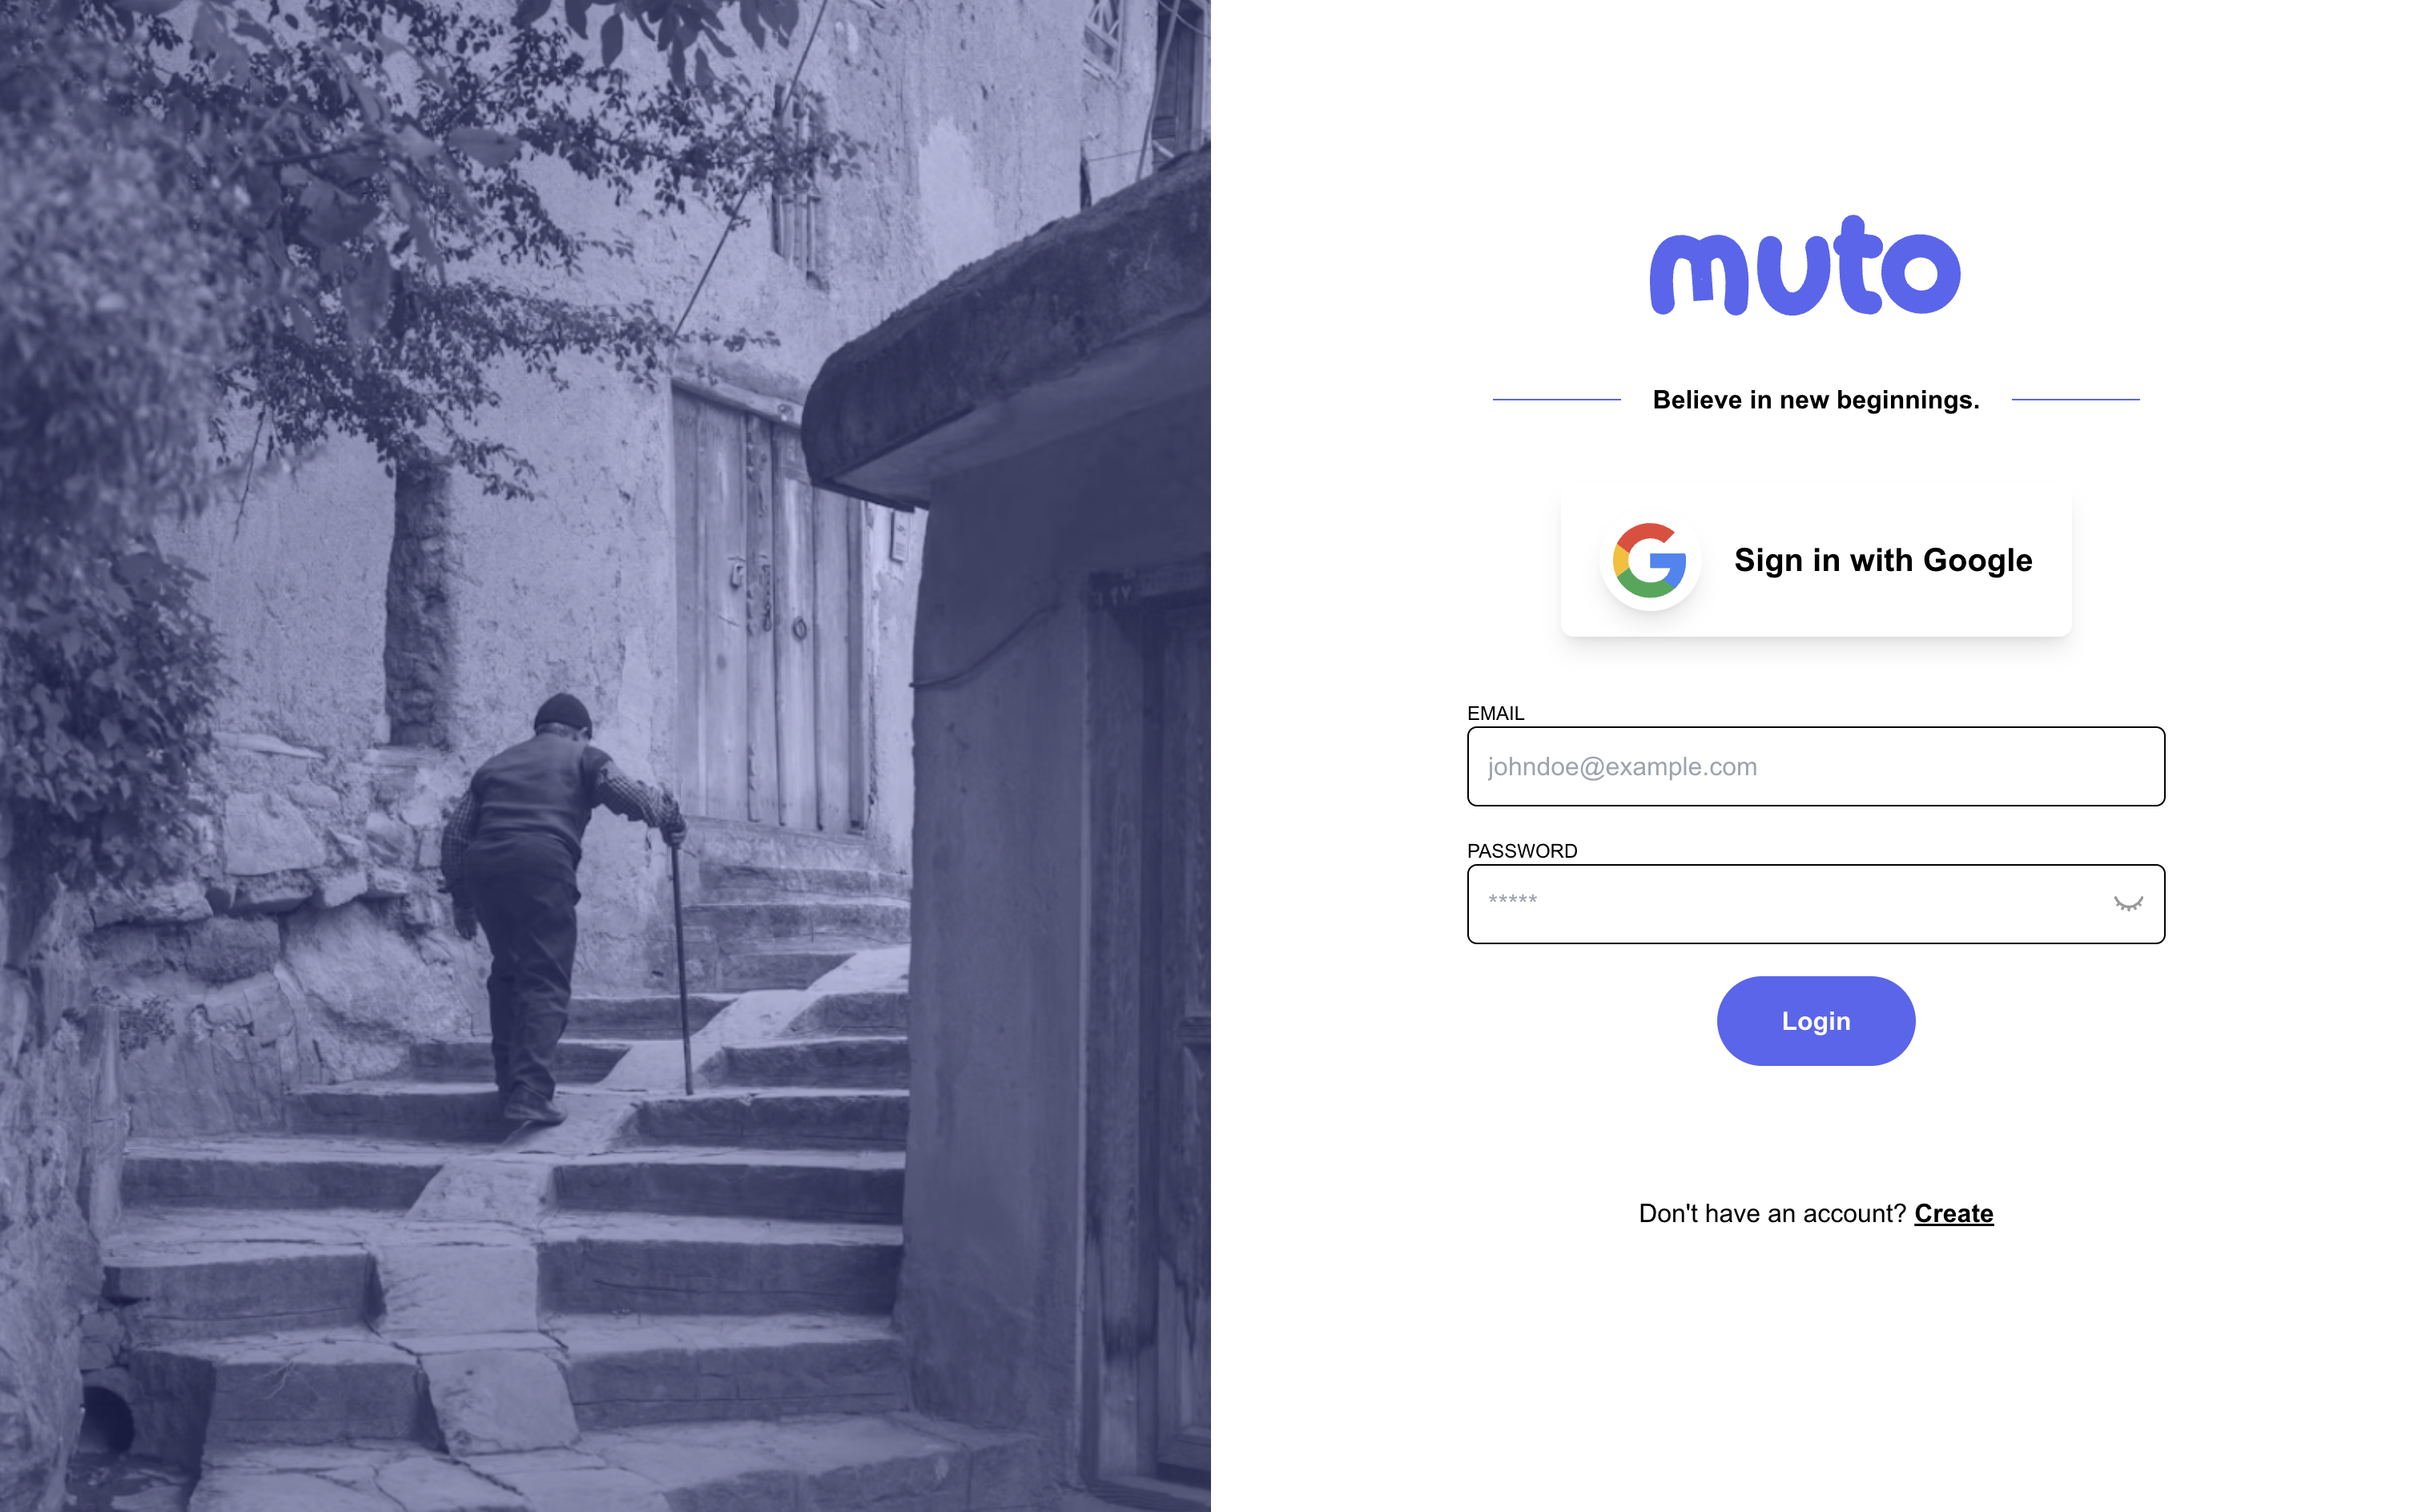 muto
Believe in new beginnings.
Sign in with Google
EMAIL
johndoe@example.com
PASSWORD
*****
Login
Don't have an account? Create